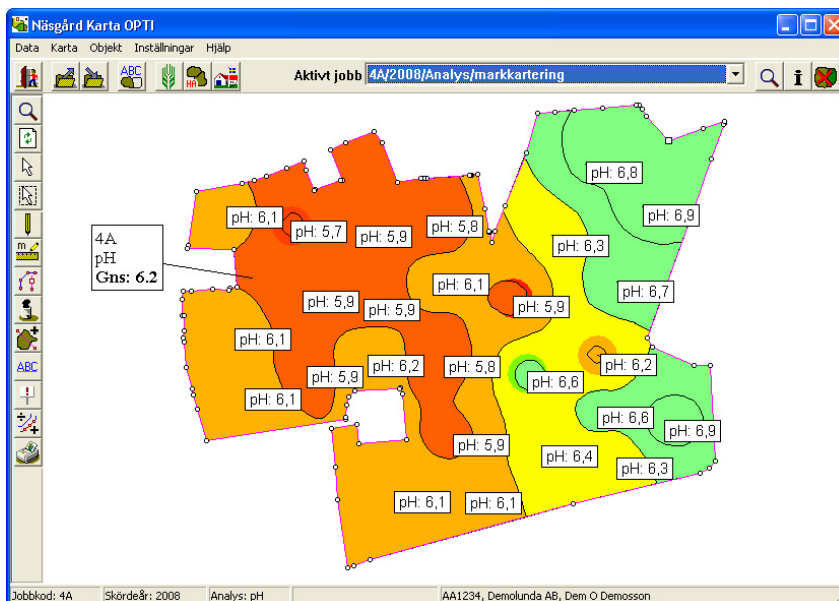 Näsgård Karta OPTI
Data Karta Objekt Inställningar Hjälp
ABC
HA
Aktivt jobb 4A/2008/Analys/markkartering
i
m
ABC
!
4A
pH
Gns: 6.2
pH: 6,8
pH: 6,9
pH: 6,1
pH: 5,7
pH: 5,9
pH: 5,8
pH: 6,3
pH: 6,1
pH: 6,7
pH: 5,9
pH: 5,9
pH: 5,9
pH: 6,1
pH: 5,9
pH: 6,2
pH: 5,8
pH: 6,2
pH: 6,6
pH: 6,1
pH: 6,6
pH: 6,9
pH: 5,9
pH: 6,4
pH: 6,3
pH: 6,1
pH: 6,1
Jobbkod: 4A Skördeår: 2008 Analys: pH AA1234, Demolunda AB, Dem O Demosson